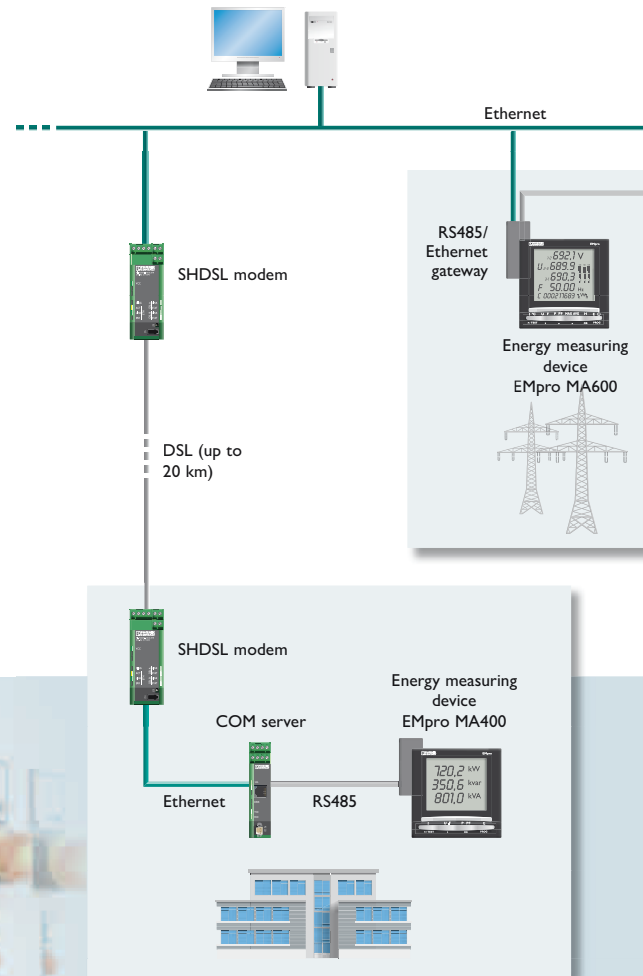 Ethernet
SHDSL modem
RS485/
Ethernet
gateway
EMpro
692,1 V
689.9
690.3
F 50.00 Hz
Energy measuring
device
EMpro MA600
DSL (up to
20 km)
SHDSL modem
Energy measuring
device
EMpro MA400
COM server
EMpro
720,2 kW
350,6 kvar
801,0 kVA
Ethernet
RS485